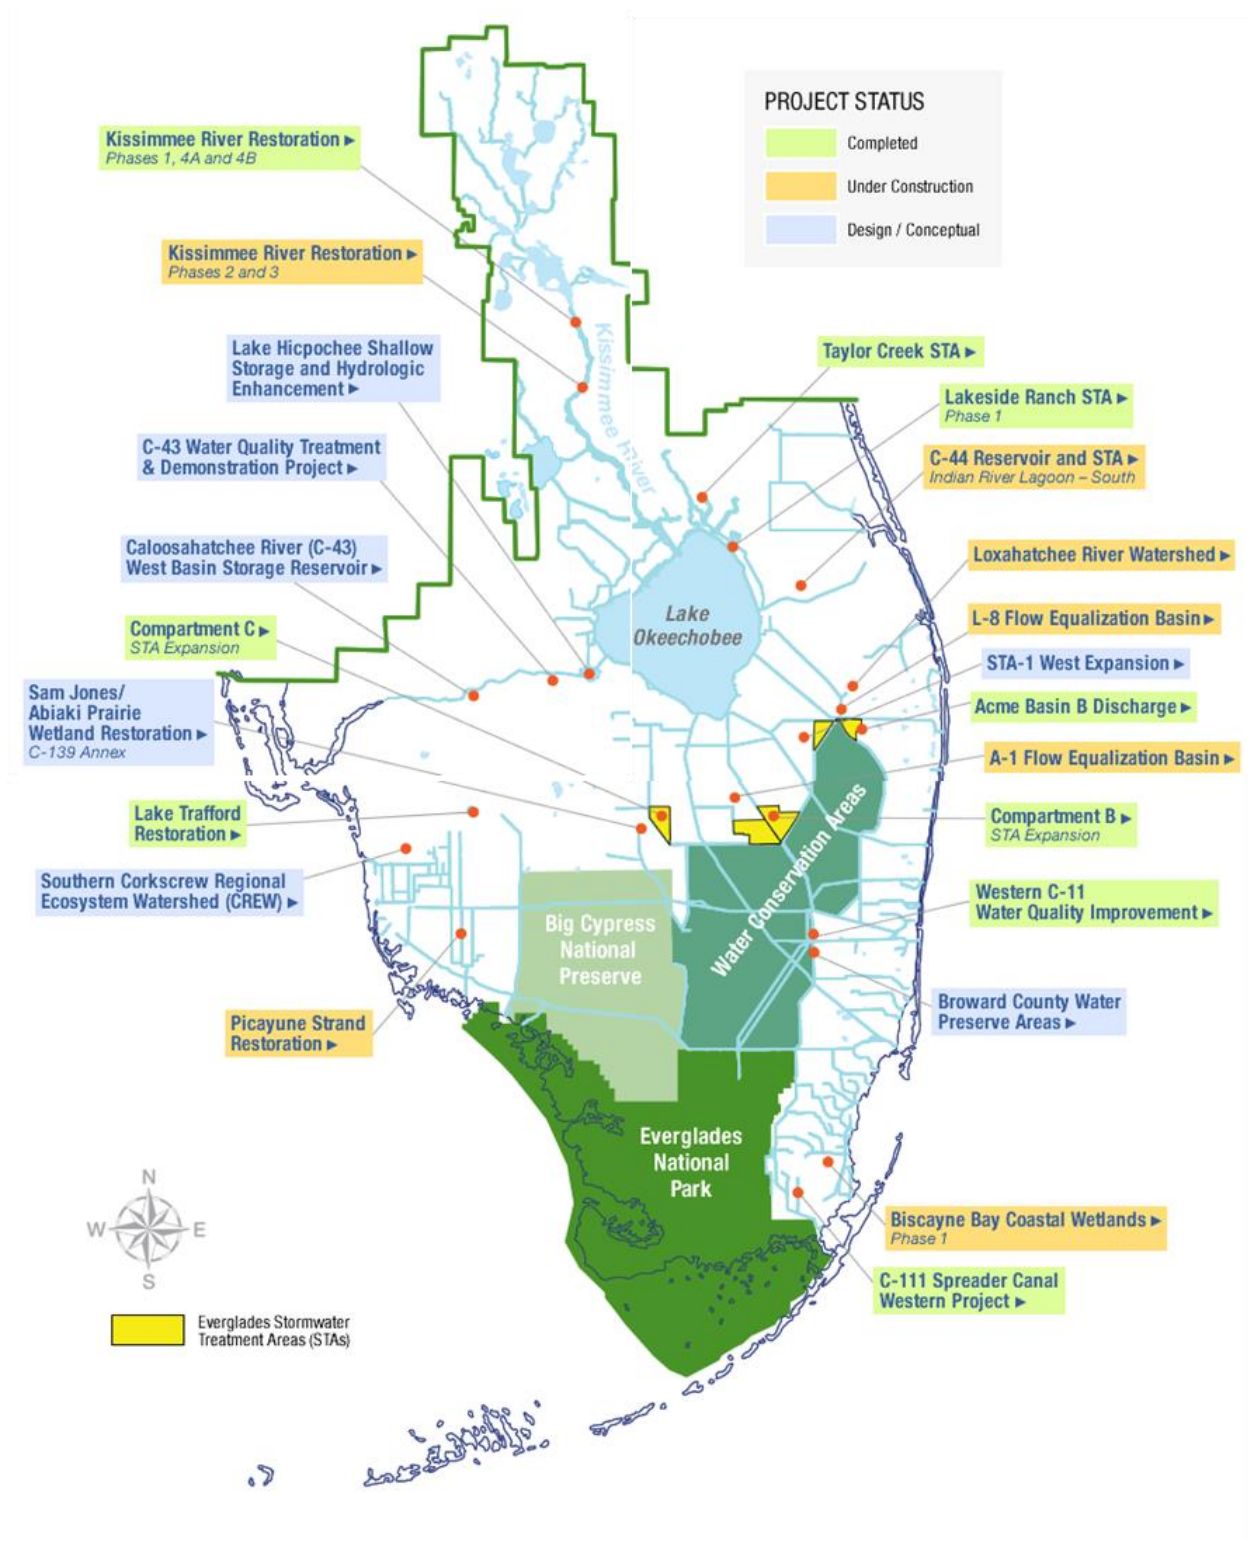 PROJECT STATUS
Completed
Under Construction
Design / Conceptual
Kissimmee River Restoration ►
Phases 1, 4A and 4B
Kissimmee River Restoration ►
Phases 2 and 3
Lake Hicpochee Shallow
Storage and Hydrologic
Enhancement ►
C-43 Water Quality Treatment
& Demonstration Project ►
Caloosahatchee River (C-43)
West Basin Storage Reservoir ►
Compartment C ►
STA Expansion
Sam Jones/
Abiaki Prairie
Wetland Restoration ►
C-139 Annex
Lake Trafford
Restoration ►
Southern Corkscrew Regional
Ecosystem Watershed (CREW) ►
Picayune Strand
Restoration ►
Kissimmee River
Taylor Creek STA ►
Lakeside Ranch STA ►
Phase 1
C-44 Reservoir and STA ►
Indian River Lagoon – South
Loxahatchee River Watershed ►
L-8 Flow Equalization Basin ►
STA-1 West Expansion ►
Acme Basin B Discharge ►
A-1 Flow Equalization Basin ►
Compartment B ►
STA Expansion
Western C-11
Water Quality Improvement ►
Broward County Water
Preserve Areas ►
Biscayne Bay Coastal Wetlands ►
Phase 1
C-111 Spreader Canal
Western Project ►
Lake
Okeechobee
Water Conservation Areas
Big Cypress
National
Preserve
Everglades
National
Park
N
W
E
S
Everglades Stormwater
Treatment Areas (STAs)